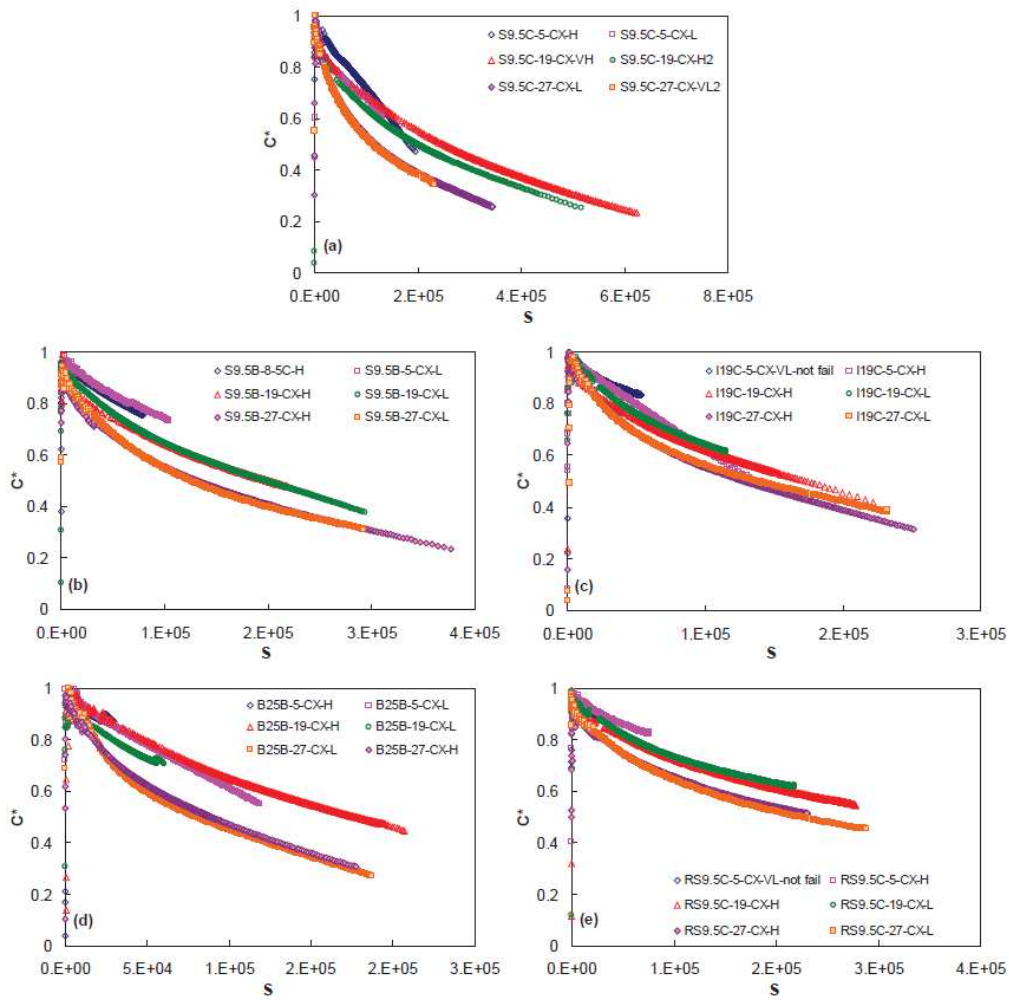 S9.5C-5-CX-H S9.5C-5-CX-L
S9.5C-19-CX-VH S9.5C-19-CX-H2
S9.5C-27-CX-L S9.5C-27-CX-VL2
1
0.8
0.6
0.4
0.2
0
C*
(a)
0.E+00 2.E+05 4.E+05 6.E+05 8.E+05
s
S9.5B-8-5C-H S9.5B-5-CX-L
S9.5B-19-CX-H S9.5B-19-CX-L
S9.5B-27-CX-H S9.5B-27-CX-L
1
0.8
0.6
0.4
0.2
0
C*
(b)
0.E+00 1.E+05 2.E+05 3.E+05 4.E+05
s
I19C-5-CX-VL-not fail I19C-5-CX-H
I19C-19-CX-H I19C-19-CX-L
I19C-27-CX-H I19C-27-CX-L
1
0.8
0.6
0.4
0.2
0
C*
(c)
0.E+00 1.E+05 2.E+05 3.E+05
s
B25B-5-CX-H B25B-5-CX-L
B25B-19-CX-H B25B-19-CX-L
B25B-27-CX-L B25B-27-CX-H
1
0.8
0.6
0.4
0.2
0
C*
(d)
0.E+00 5.E+04 1.E+05 2.E+05 2.E+05 3.E+05
s
RS9.5C-5-CX-VL-not fail RS9.5C-5-CX-H
RS9.5C-19-CX-H RS9.5C-19-CX-L
RS9.5C-27-CX-H RS9.5C-27-CX-L
1
0.8
0.6
0.4
0.2
0
C*
(e)
0.E+00 1.E+05 2.E+05 3.E+05 4.E+05
s